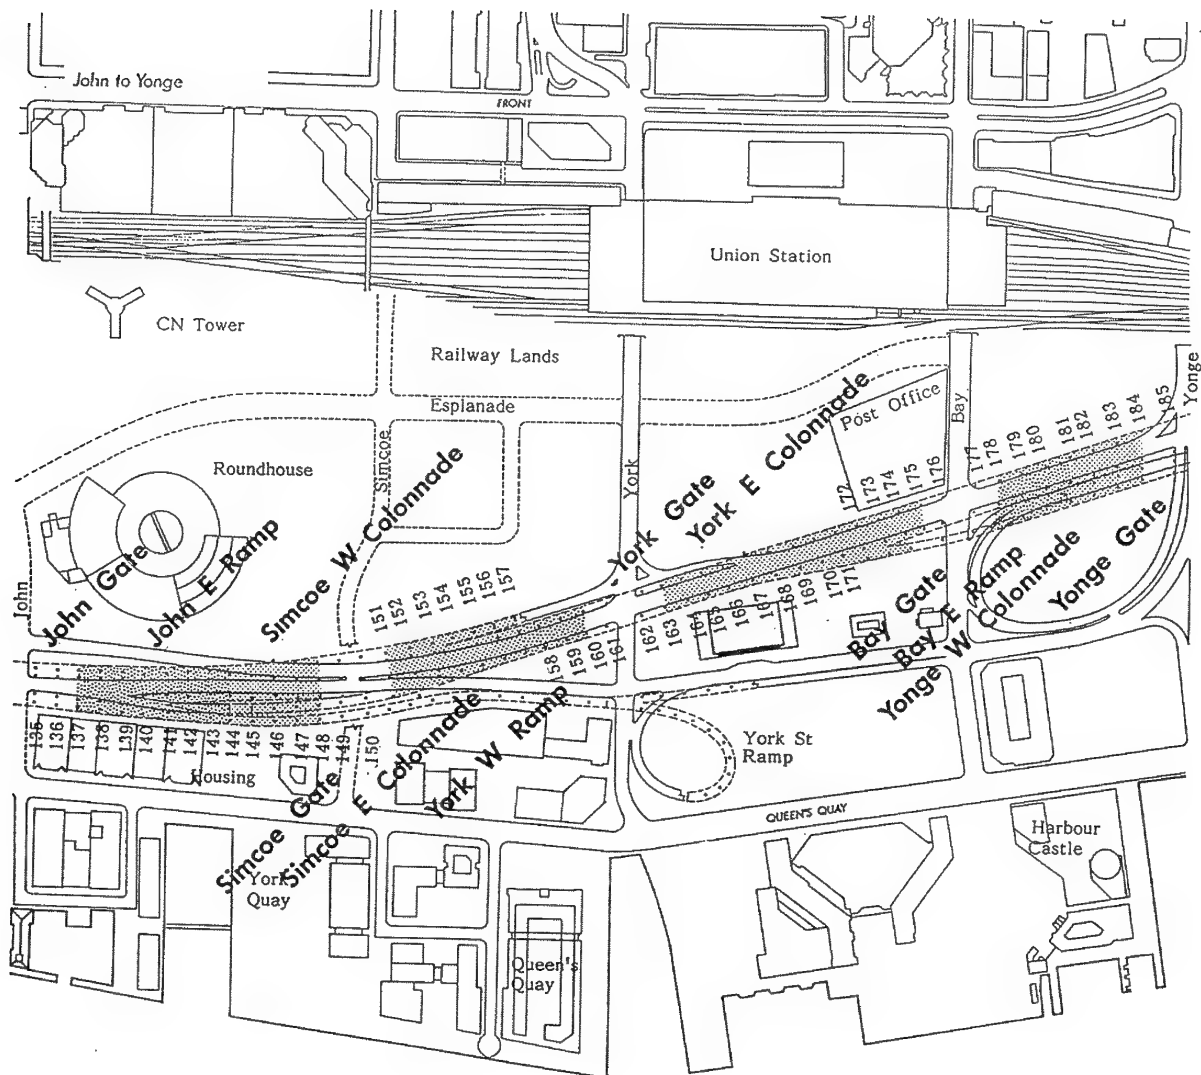 John to Yonge
FRONT
Union Station
CN Tower
Railway Lands
Esplanade
Post Office
Bay
Yonge
Roundhouse
Simcoe
York
John
John Gate
John E Ramp
Simcoe W Colonnade
York Gate
York E Colonnade
151
152
153
154
155
156
157
158
159
160
161
162
163
164
165
166
167
168
169
170
171
172
173
174
175
176
177
178
179
180
181
182
183
184
185
135
136
137
138
139
140
141
142
143
144
145
146
147
148
149
150
Bay Gate
Bay E Ramp
Yonge W Colonnade
Yonge Gate
Housing
Simcoe Gate
Simcoe E Colonnade
York W Ramp
York St
Ramp
QUEEN'S QUAY
Harbour
Castle
York
Quay
Queen's
Quay